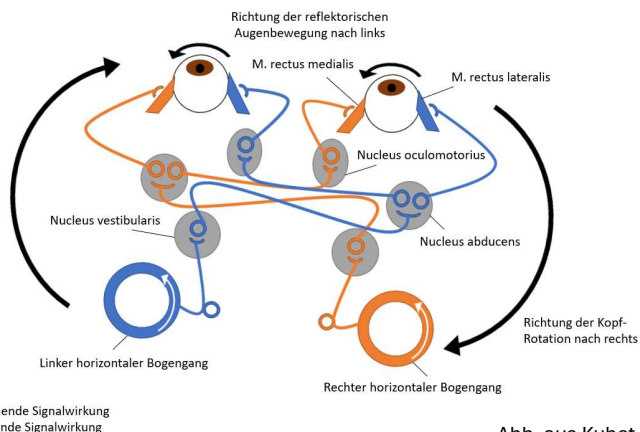 Richtung der reflektorischen
Augenbewegung nach links
M. rectus medialis
M. rectus lateralis
Nucleus oculomotorius
Nucleus vestibularis
Nucleus abducens
Richtung der Kopf-
Rotation nach rechts
Linker horizontaler Bogengang
Rechter horizontaler Bogengang
ende Signalwirkung
nde Signalwirkung
Abb. aus Kubat